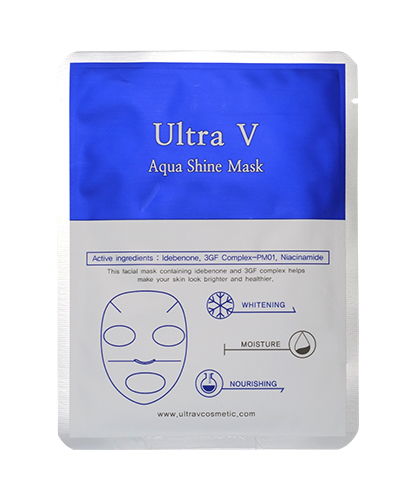 Ultra V
Aqua Shine Mask
Active ingredients : Idebenone, 3GF Complex-PM01, Niacinamide
This facial mask containing idebenone and 3GF complex helps
make your skin look brighter and healthier.
WHITENING
MOISTURE
NOURISHING
www.ultravcosmetic.com